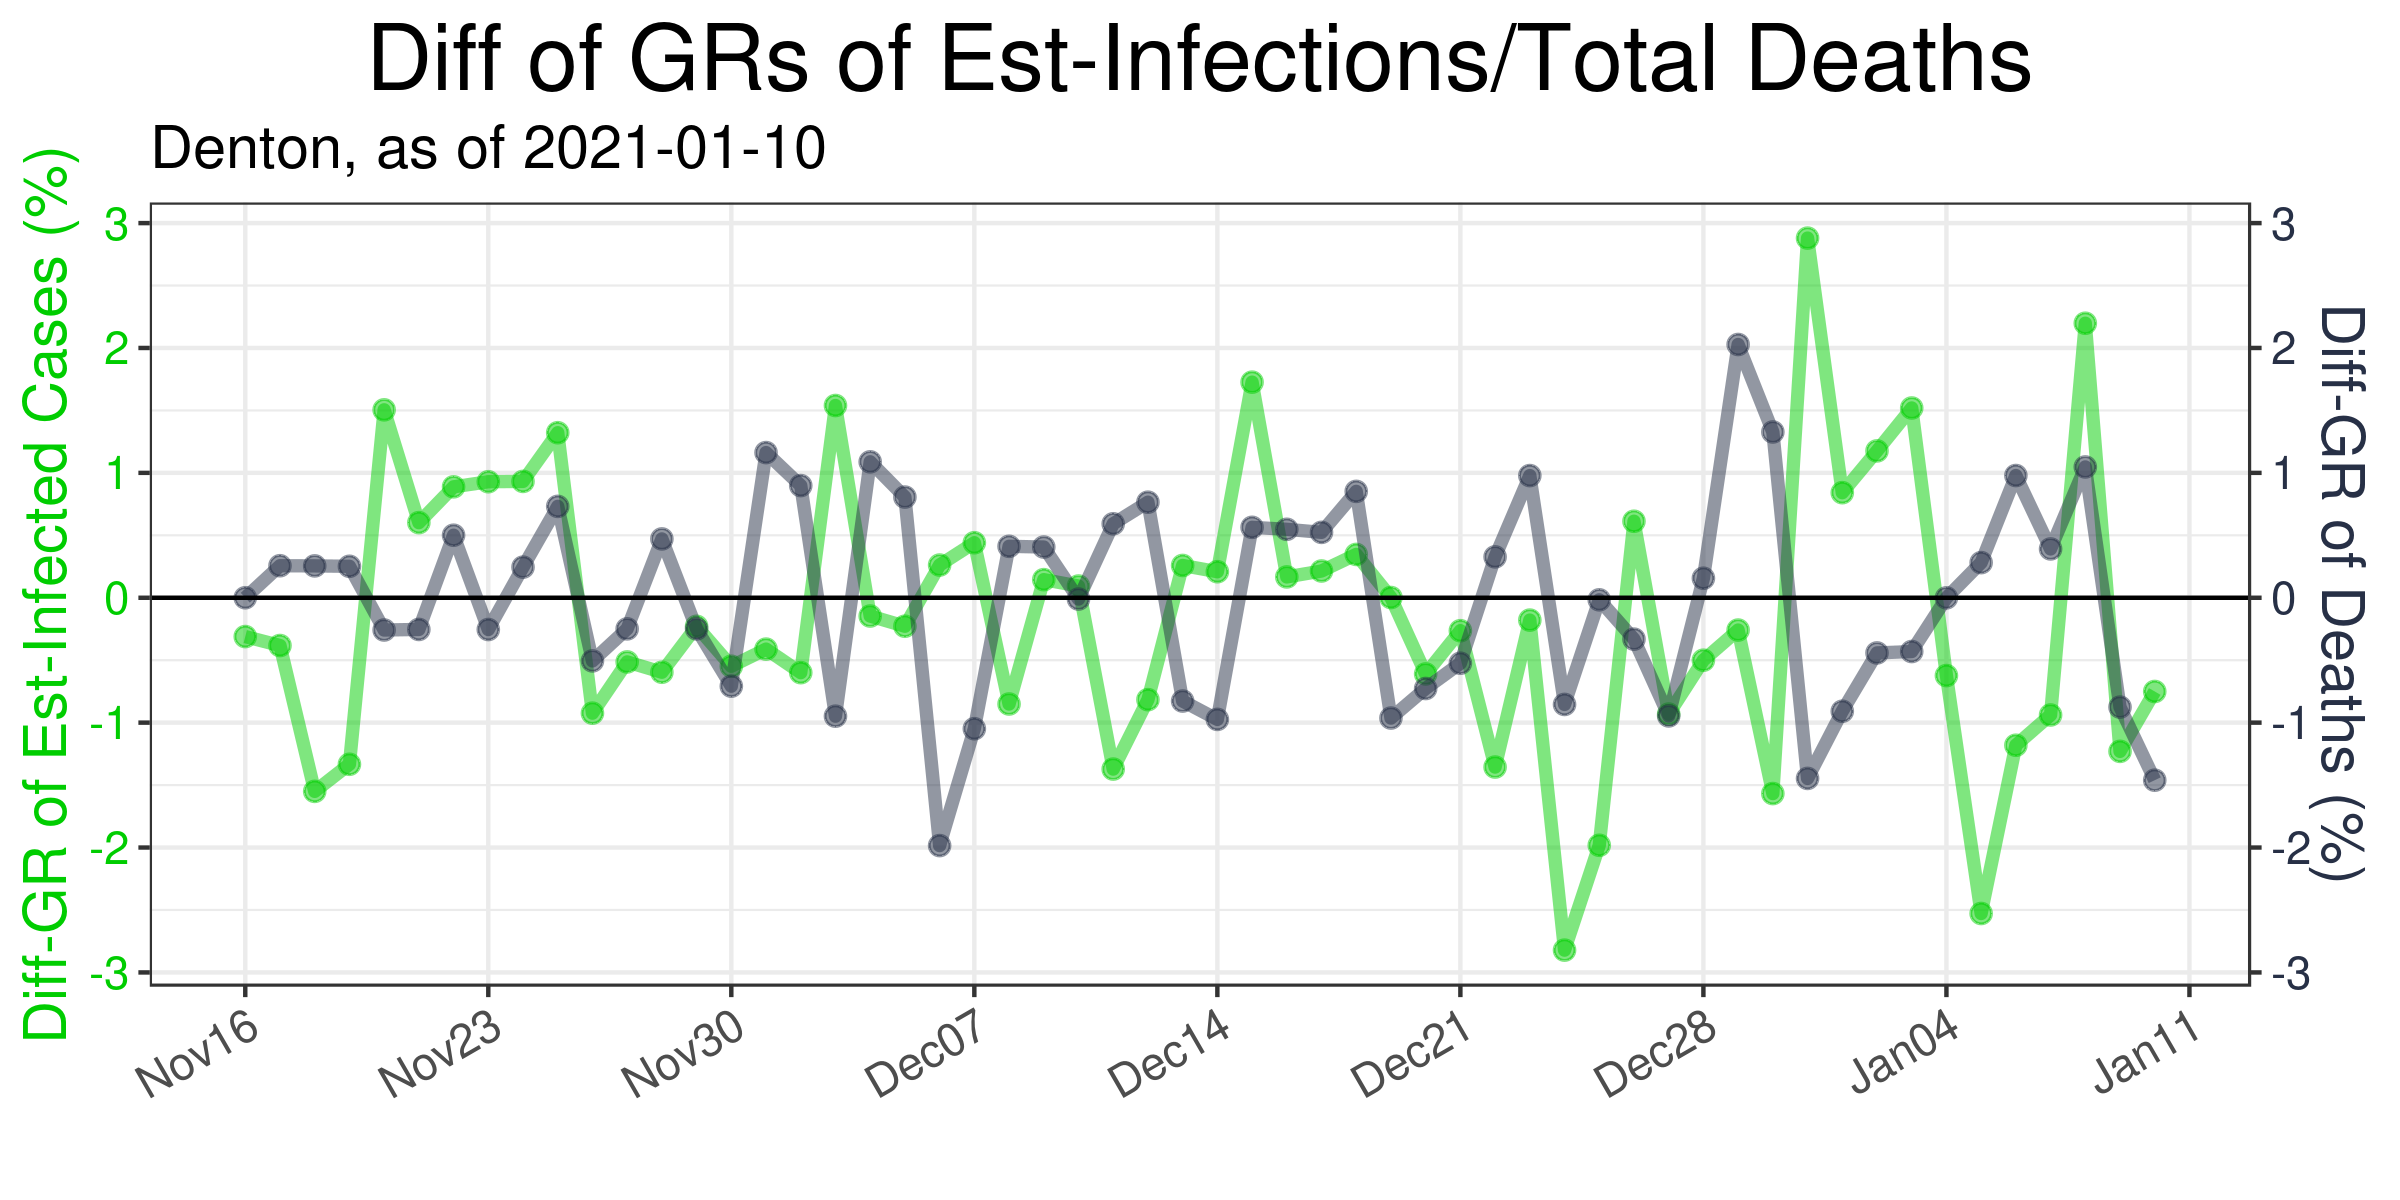 Diff of GRs of Est-Infections/Total Deaths
Denton, as of 2021-01-10
Diff-GR of Est-Infected Cases (%)
3
2
1
0
-1
-2
-3
3
2
1
0
-1
-2
-3
Diff-GR of Deaths (%)
Nov16
Nov23
Nov30
Dec07
Dec14
Dec21
Dec28
Jan04
Jan11